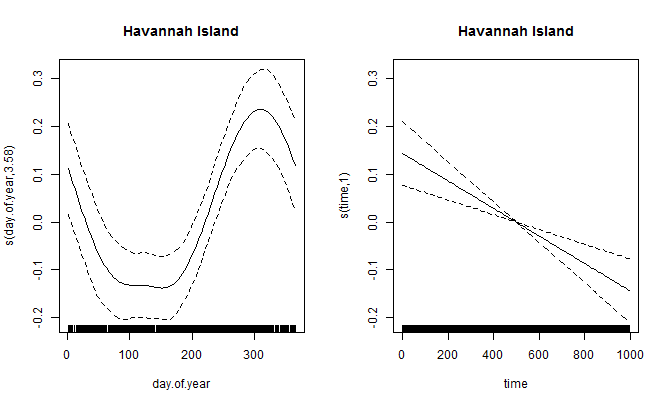 Havannah Island
s(day.of.year,3.58)
0.3
0.2
0.1
0.0
-0.1
-0.2
0 100 200 300
day.of.year
Havannah Island
s(time,1)
0.3
0.2
0.1
0.0
-0.1
-0.2
0 200 400 600 800 1000
time